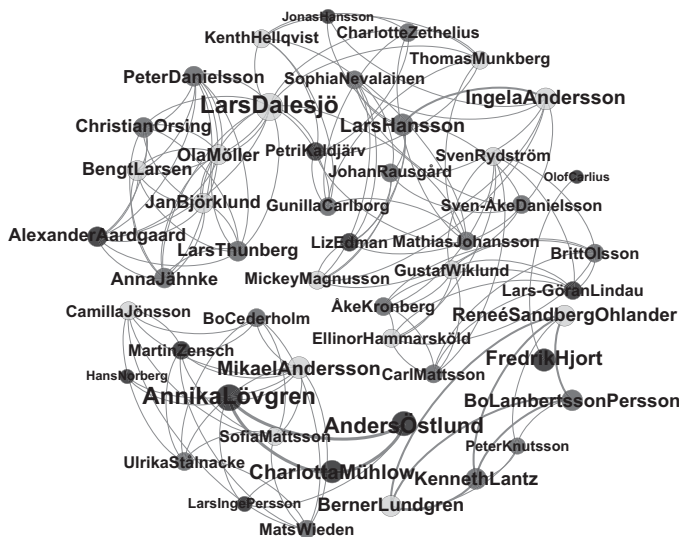 JonasHansson
KenthHellqvist
CharlotteZethelius
ThomasMunkberg
PeterDanielsson
SophiaNevalainen
LarsDalesjö
IngelaAndersson
ChristianOrsing
LarsHansson
OlaMöller
PetriKaldjärv
SvenRydström
BengtLarsen
JohanRausgård
OlofCarlius
JanBjörklund
GunillaCarlborg
Sven-ÅkeDanielsson
AlexanderAardgaard
LarsThunberg
LizEdman
MathiasJohansson
BrittOlsson
AnnaJähnke
MickeyMagnusson
GustafWiklund
Lars-GöranLindau
CamillaJönsson
BoCederholm
ÅkeKronberg
ReneéSandbergOhlander
EllinorHammarsköld
MartinZensch
FredrikHjort
HansNorberg
MikaelAndersson
CarlMattsson
AnnikaLövgren
BoLambertssonPersson
SofiaMattsson
AndersÖstlund
PeterKnutsson
UlrikaStålnacke
CharlottaMühlow
KennethLantz
LarsIngePersson
BernerLundgren
MatsWieden